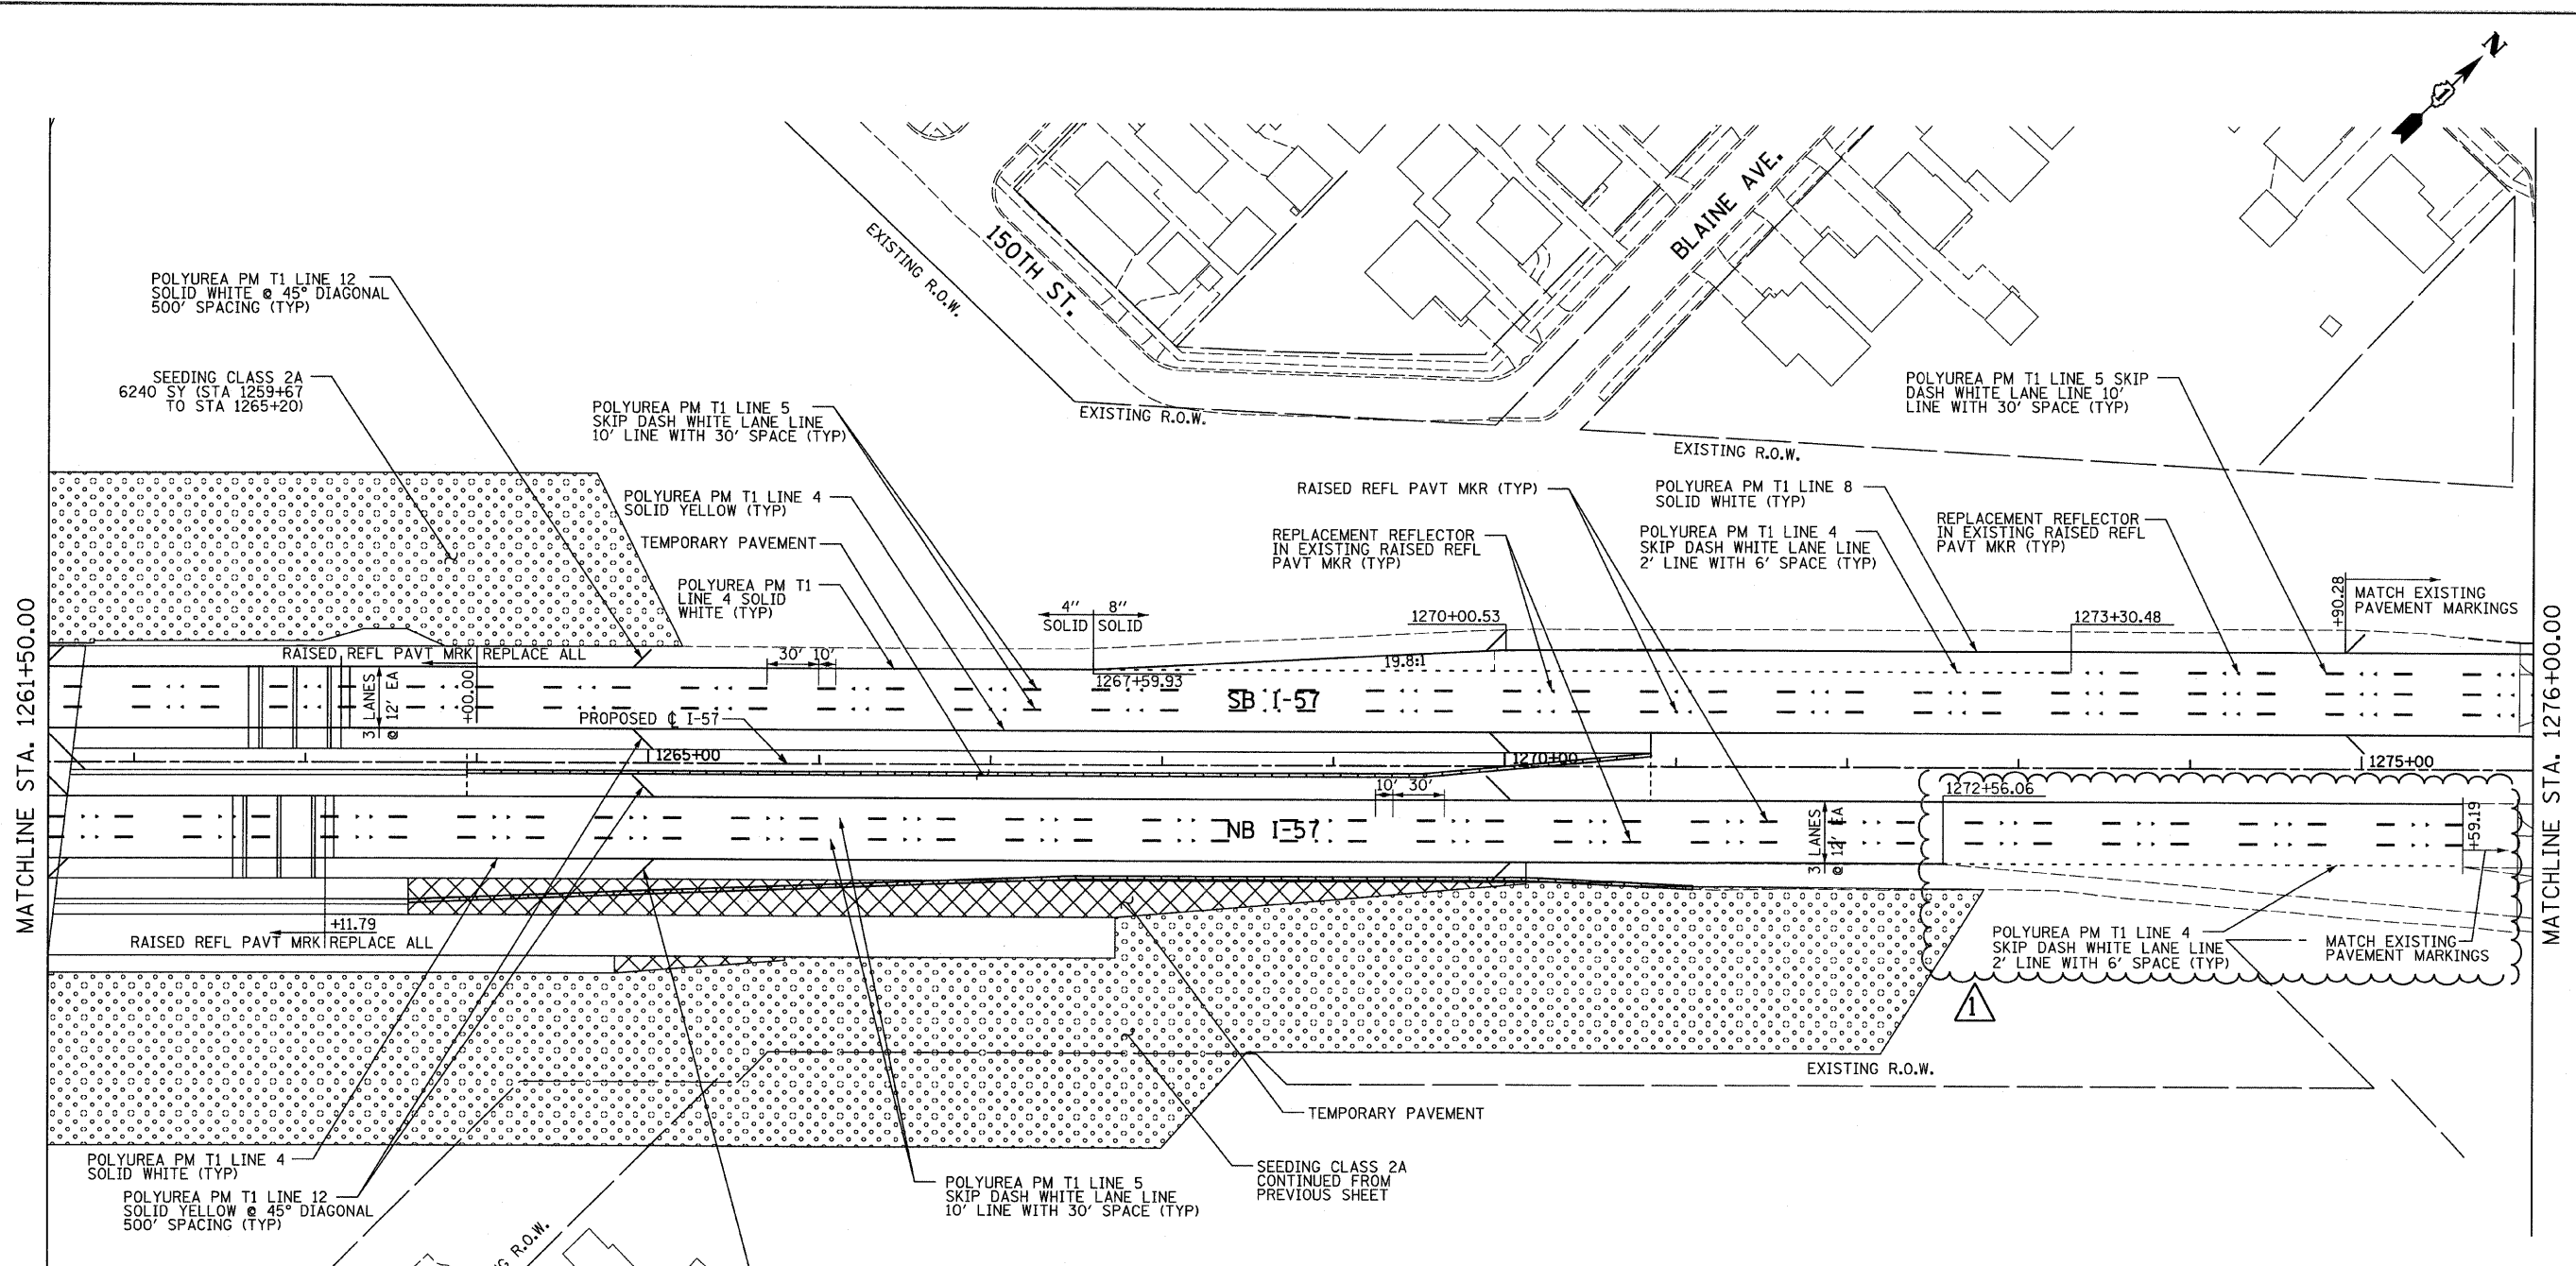 N
1
POLYUREA PM T1 LINE 12
SOLID WHITE @ 45° DIAGONAL
500' SPACING (TYP)
SEEDING CLASS 2A
6240 SY (STA 1259+67
TO STA 1265+20)
POLYUREA PM T1 LINE 5
SKIP DASH WHITE LANE LINE
10' LINE WITH 30' SPACE (TYP)
POLYUREA PM T1 LINE 4
SOLID YELLOW (TYP)
TEMPORARY PAVEMENT
POLYUREA PM T1
LINE 4 SOLID
WHITE (TYP)
EXISTING R.O.W.
150TH ST.
EXISTING R.O.W.
BLAINE AVE.
EXISTING R.O.W.
RAISED REFL PAVT MKR (TYP)
REPLACEMENT REFLECTOR
IN EXISTING RAISED REFL
PAVT MKR (TYP)
POLYUREA PM T1 LINE 8
SOLID WHITE (TYP)
POLYUREA PM T1 LINE 4
SKIP DASH WHITE LANE LINE
2' LINE WITH 6' SPACE (TYP)
POLYUREA PM T1 LINE 5 SKIP
DASH WHITE LANE LINE 10'
LINE WITH 30' SPACE (TYP)
REPLACEMENT REFLECTOR
IN EXISTING RAISED REFL
PAVT MKR (TYP)
+90.28
MATCH EXISTING
PAVEMENT MARKINGS
4" 8"
SOLID SOLID
1270+00.53
1273+30.48
MATCHLINE STA. 1261+50.00
MATCHLINE STA. 1276+00.00
RAISED REFL PAVT MRK REPLACE ALL
30' 10'
19.8:1
1267+59.93
3 LANES
@ 12' EA
+00.00
SB I-57
PROPOSED ℄ I-57
1265+00
1270+00
1275+00
10' 30'
1272+56.06
NB I-57
3 LANES
@ 12' EA
+59.19
+11.79
RAISED REFL PAVT MRK REPLACE ALL
POLYUREA PM T1 LINE 4
SKIP DASH WHITE LANE LINE
2' LINE WITH 6' SPACE (TYP)
MATCH EXISTING
PAVEMENT MARKINGS
1
EXISTING R.O.W.
TEMPORARY PAVEMENT
POLYUREA PM T1 LINE 4
SOLID WHITE (TYP)
POLYUREA PM T1 LINE 12
SOLID YELLOW @ 45° DIAGONAL
500' SPACING (TYP)
POLYUREA PM T1 LINE 5
SKIP DASH WHITE LANE LINE
10' LINE WITH 30' SPACE (TYP)
SEEDING CLASS 2A
CONTINUED FROM
PREVIOUS SHEET
R.O.W.